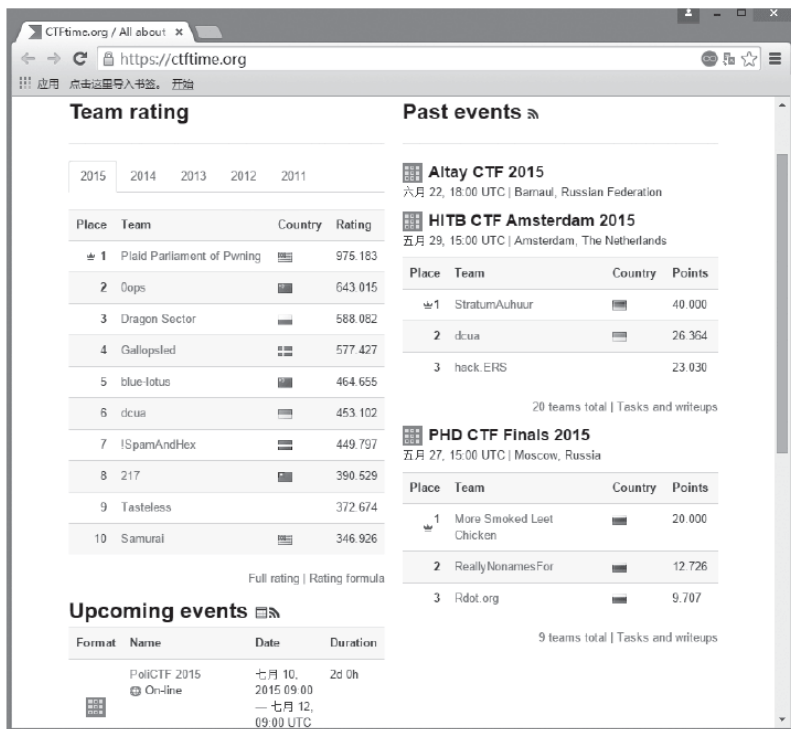 CTFtime.org / All about ×
https://ctftime.org
应用 点击这里导入书签。 开始
Team rating
2015 2014 2013 2012 2011
Place Team Country Rating
1 Plaid Parliament of Pwning 975.183
2 0ops 643.015
3 Dragon Sector 588.082
4 Gallopsled 577.427
5 blue-lotus 464.655
6 dcua 453.102
7 !SpamAndHex 449.797
8 217 390.529
9 Tasteless 372.674
10 Samurai 346.926
Full rating | Rating formula
Upcoming events
Format Name Date Duration
PoliCTF 2015 七月 10, 2d 0h
On-line 2015 09:00
— 七月 12,
09:00 UTC
Past events
Altay CTF 2015
六月 22, 18:00 UTC | Barnaul, Russian Federation
HITB CTF Amsterdam 2015
五月 29, 15:00 UTC | Amsterdam, The Netherlands
Place Team Country Points
1 StratumAuhuur 40.000
2 dcua 26.364
3 hack.ERS 23.030
20 teams total | Tasks and writeups
PHD CTF Finals 2015
五月 27, 15:00 UTC | Moscow, Russia
Place Team Country Points
1 More Smoked Leet 20.000
Chicken
2 ReallyNonamesFor 12.726
3 Rdot.org 9.707
9 teams total | Tasks and writeups